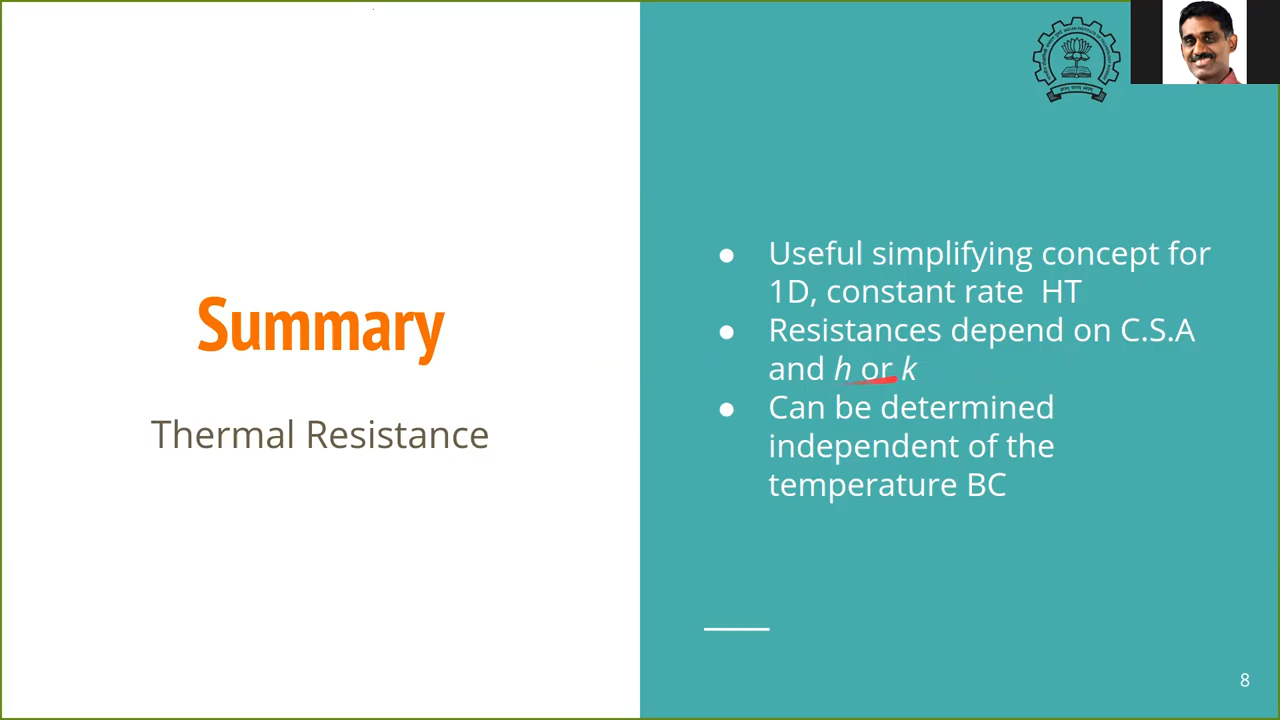 Summary
Thermal Resistance
● Useful simplifying concept for
1D, constant rate HT
● Resistances depend on C.S.A
and h or k
● Can be determined
independent of the
temperature BC
8